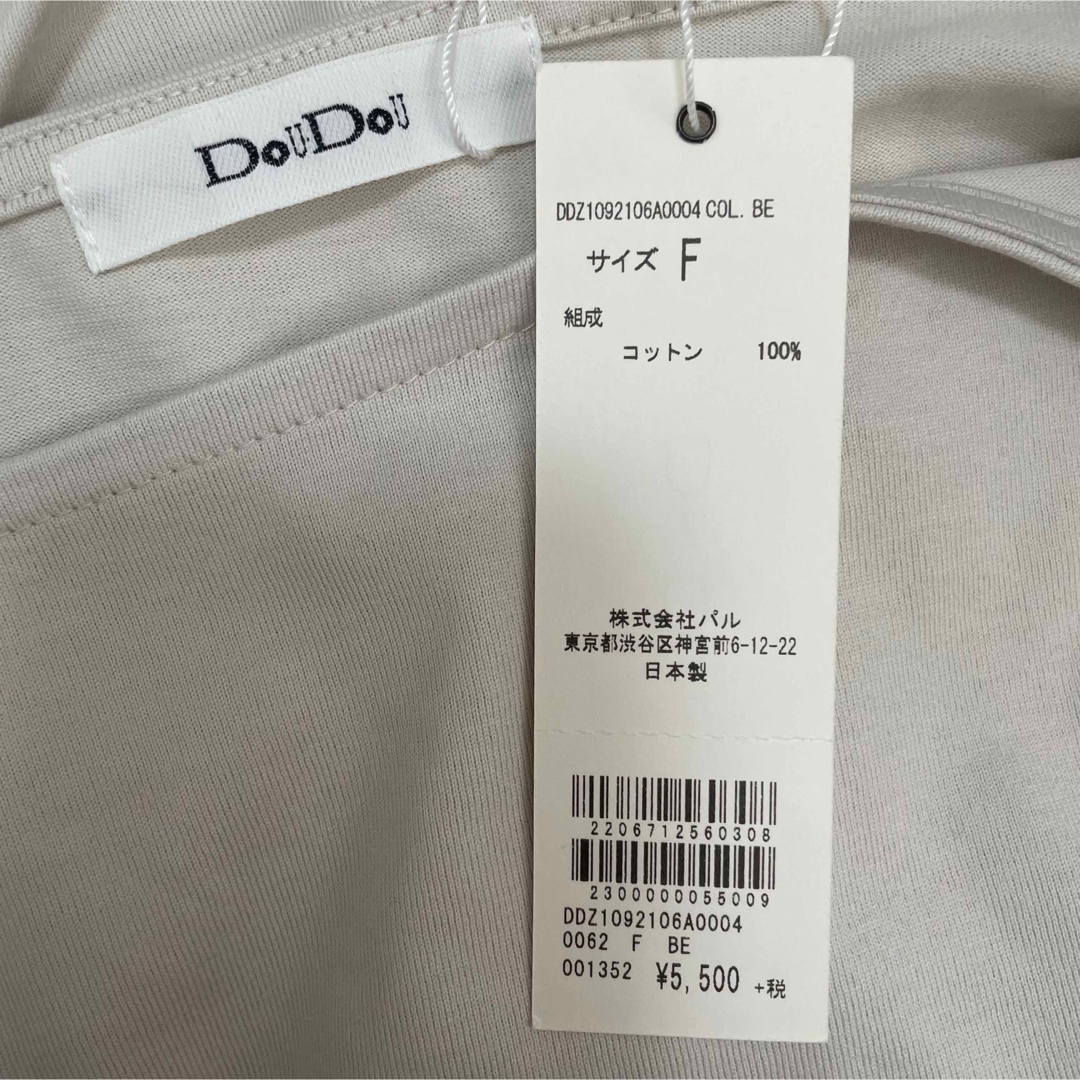 DOUDOU
DDZ1092106A0004 COL. BE
サイズ F
組成
コットン 100%
株式会社パル
東京都渋谷区神宮前6-12-22
日本製
2206712560308
2300000055009
DDZ1092106A0004
0062 F BE
001352 ¥5,500 +税